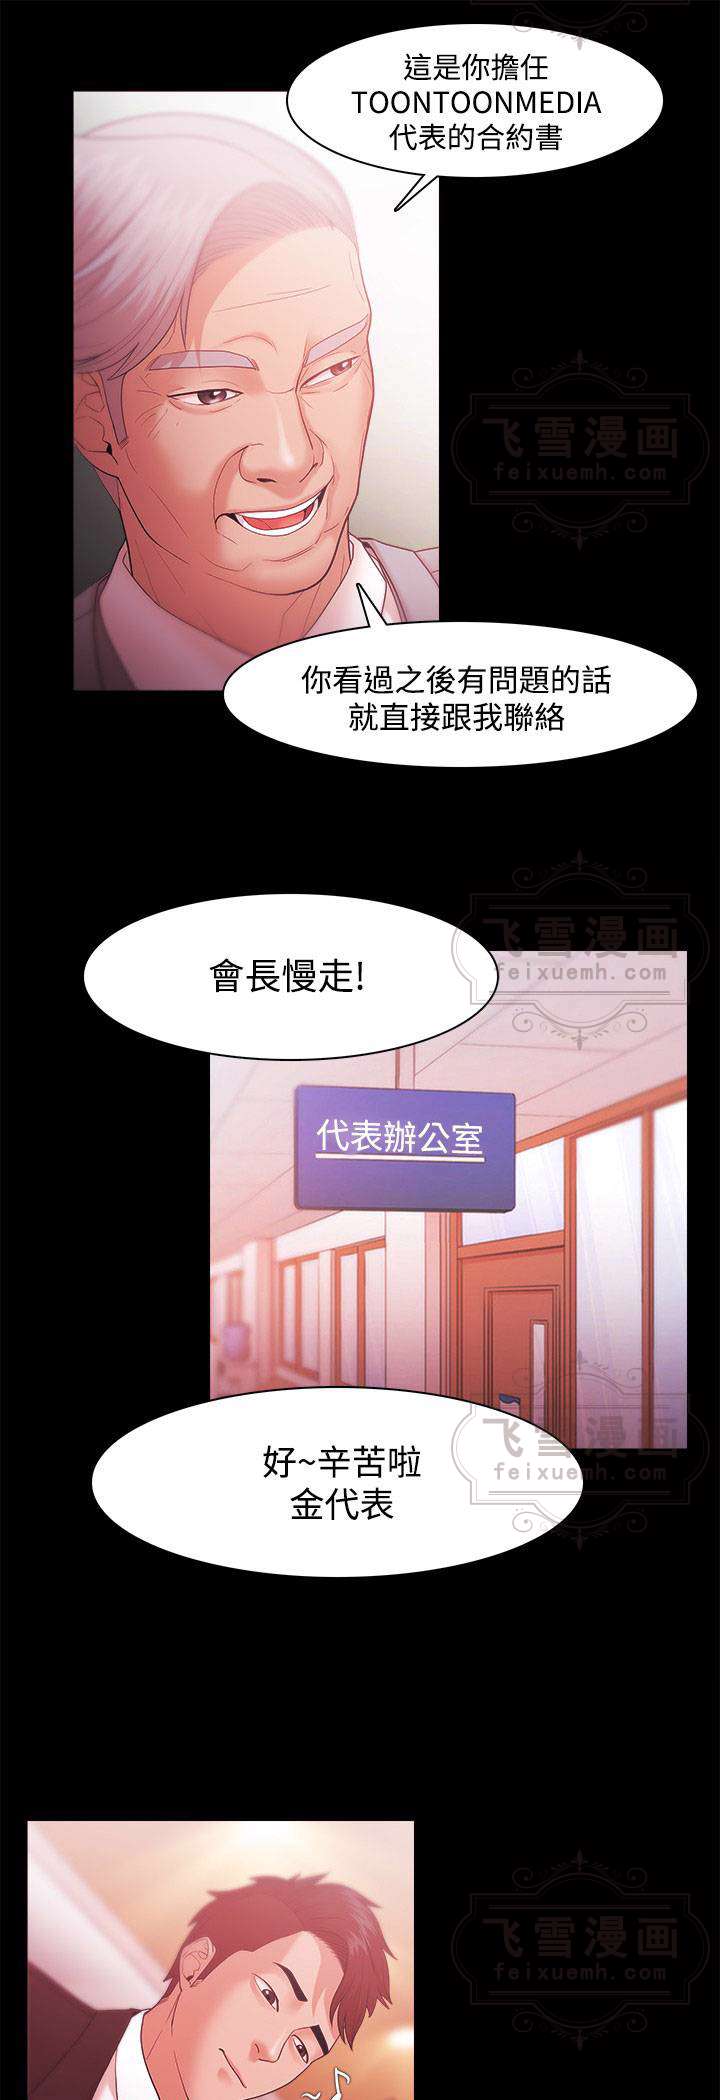 這是你擔任
TOONTOONMEDIA
代表的合約書
飞雪漫画
feixuemh.com
你看過之後有問題的話
就直接跟我聯絡
飞雪漫画
feixuemh.com
會長慢走!
代表辦公室
飞雪漫画
feixuemh.com
好~辛苦啦
金代表
飞雪漫画
feixuemh.com